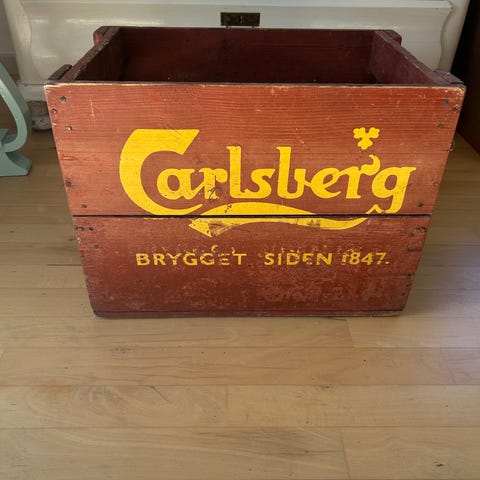 Carlsberg
BRYGGET SIDEN 1847.